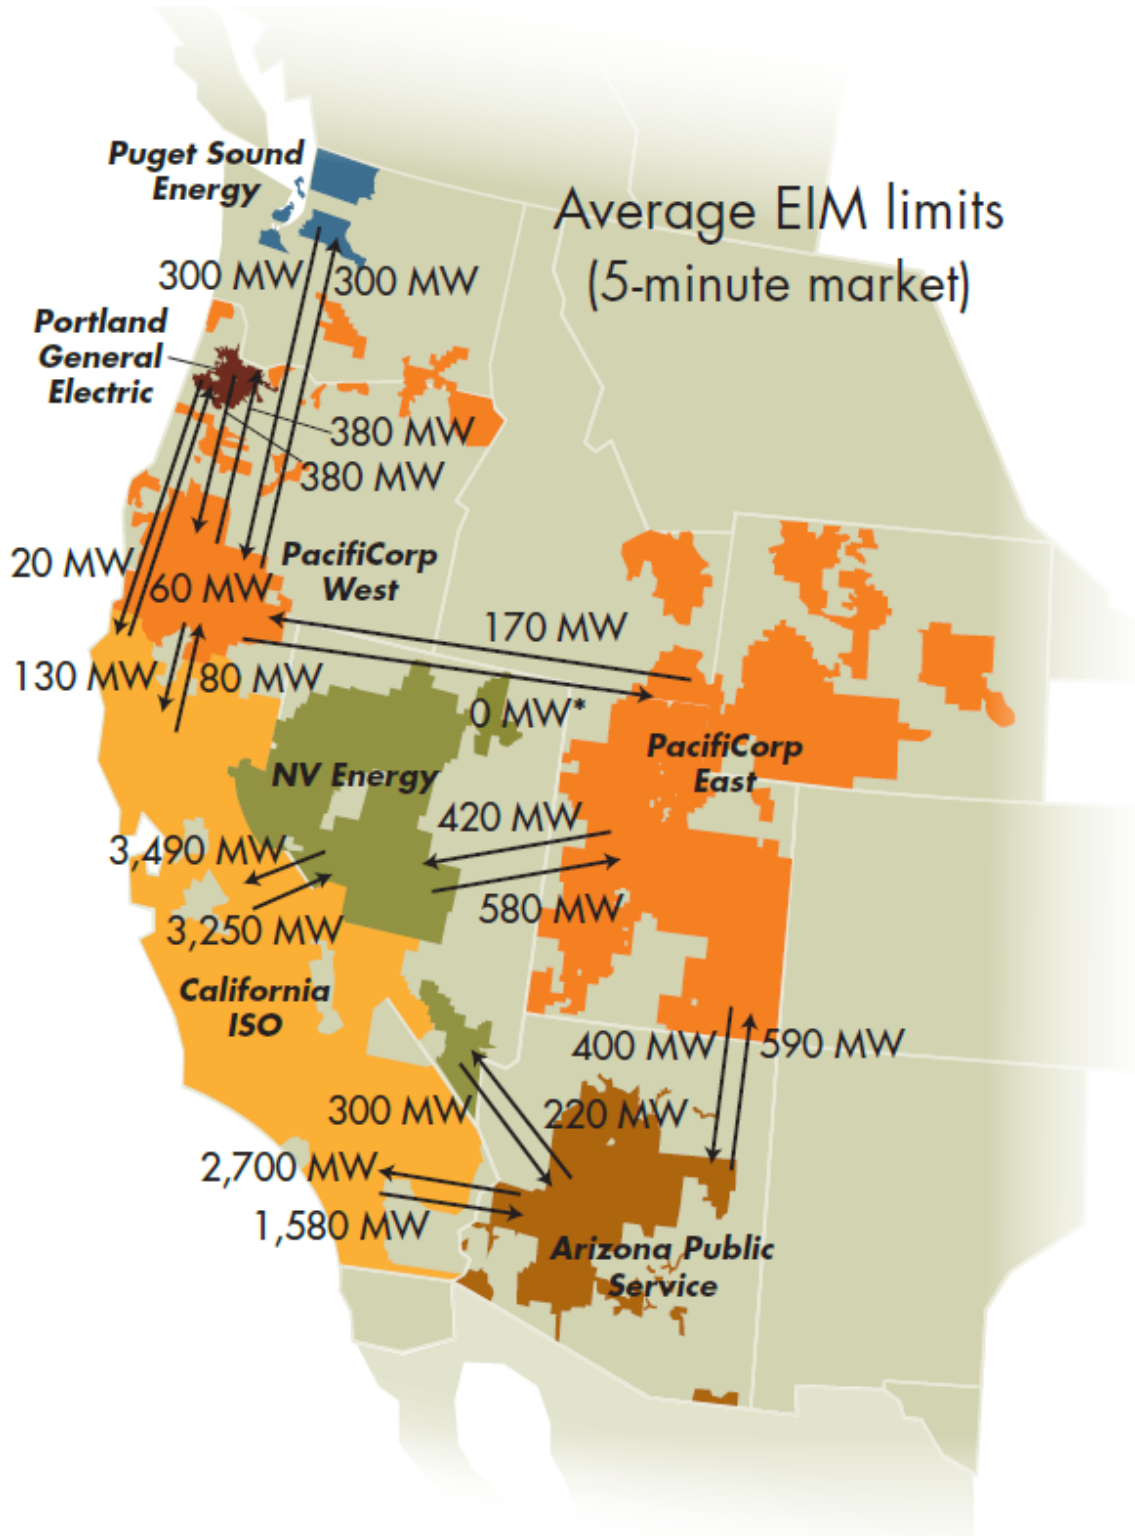 Puget Sound
Energy
Average EIM limits
(5-minute market)
300 MW
300 MW
Portland
General
Electric
380 MW
380 MW
20 MW
PacifiCorp
West
60 MW
170 MW
130 MW
80 MW
0 MW*
PacifiCorp
East
NV Energy
420 MW
3,490 MW
580 MW
3,250 MW
California
ISO
400 MW
590 MW
300 MW
220 MW
2,700 MW
1,580 MW
Arizona Public
Service